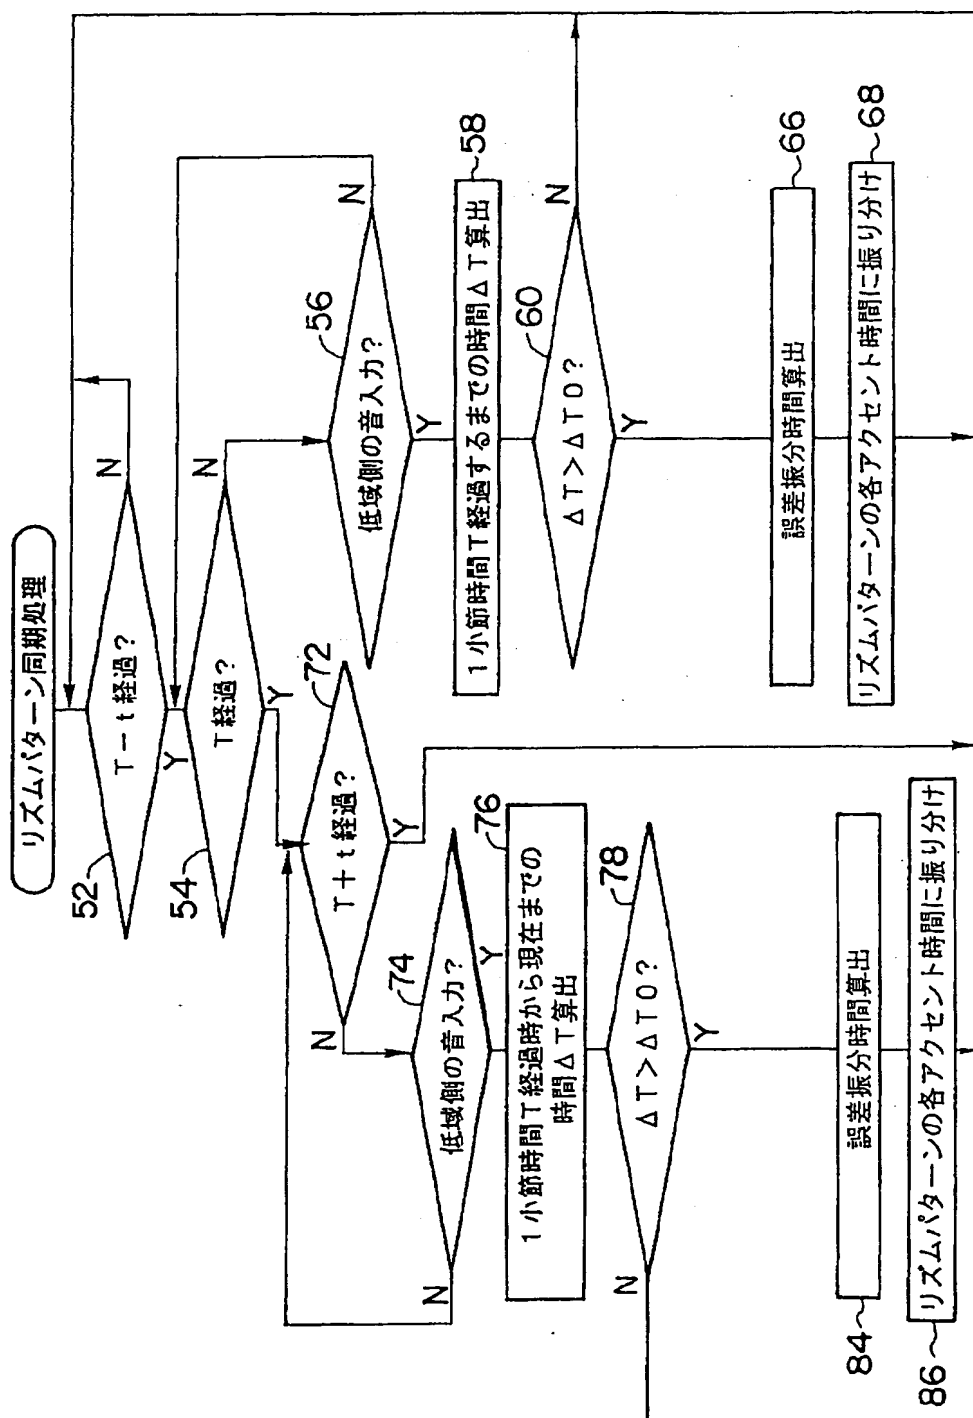 リズムパターン同期処理
52
T－t経過？
N
Y
54
T経過？
N
Y
56
低域側の音入力？
N
Y
1小節時間T経過するまでの時間ΔT算出
58
60
ΔT>ΔT0？
N
Y
誤差振分時間算出
66
リズムパターンの各アクセント時間に振り分け
68
72
T＋t経過？
N
Y
74
低域側の音入力？
N
Y
76
1小節時間T経過時から現在までの
時間ΔT算出
78
ΔT>ΔT0？
N
Y
誤差振分時間算出
84
リズムパターンの各アクセント時間に振り分け
86